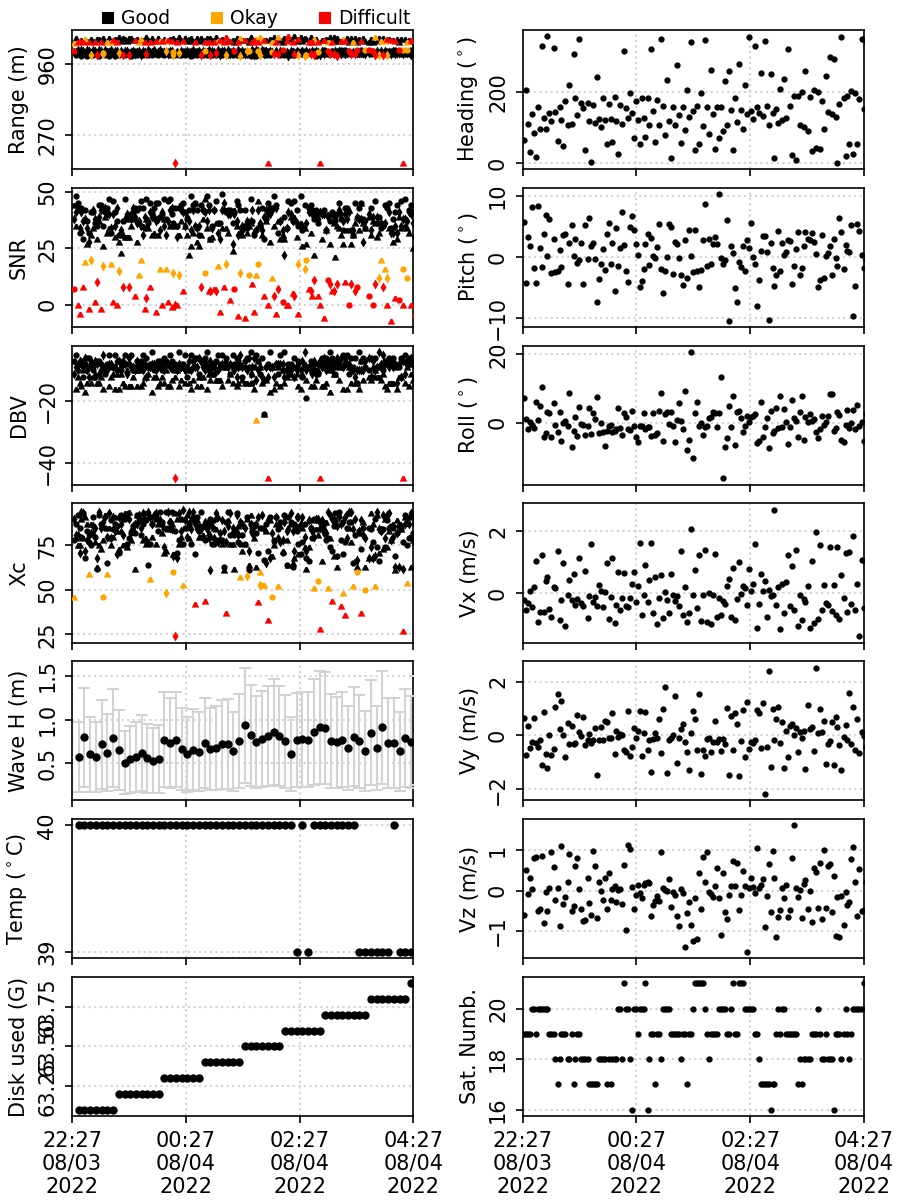 Good Okay Difficult
Range (m)
960
270
Heading (°)
200
0
SNR
50
25
0
Pitch (°)
10
0
−10
DBV
−20
−40
Roll (°)
20
0
Xc
75
50
25
Vx (m/s)
2
0
Wave H (m)
1.5
1.0
0.5
Vy (m/s)
2
0
−2
Temp (°C)
40
39
Vz (m/s)
1
0
−1
Disk used (G)
63.75
63.50
63.25
Sat. Numb.
20
18
16
22:27 00:27 02:27 04:27
08/03 08/04 08/04 08/04
2022 2022 2022 2022
22:27 00:27 02:27 04:27
08/03 08/04 08/04 08/04
2022 2022 2022 2022